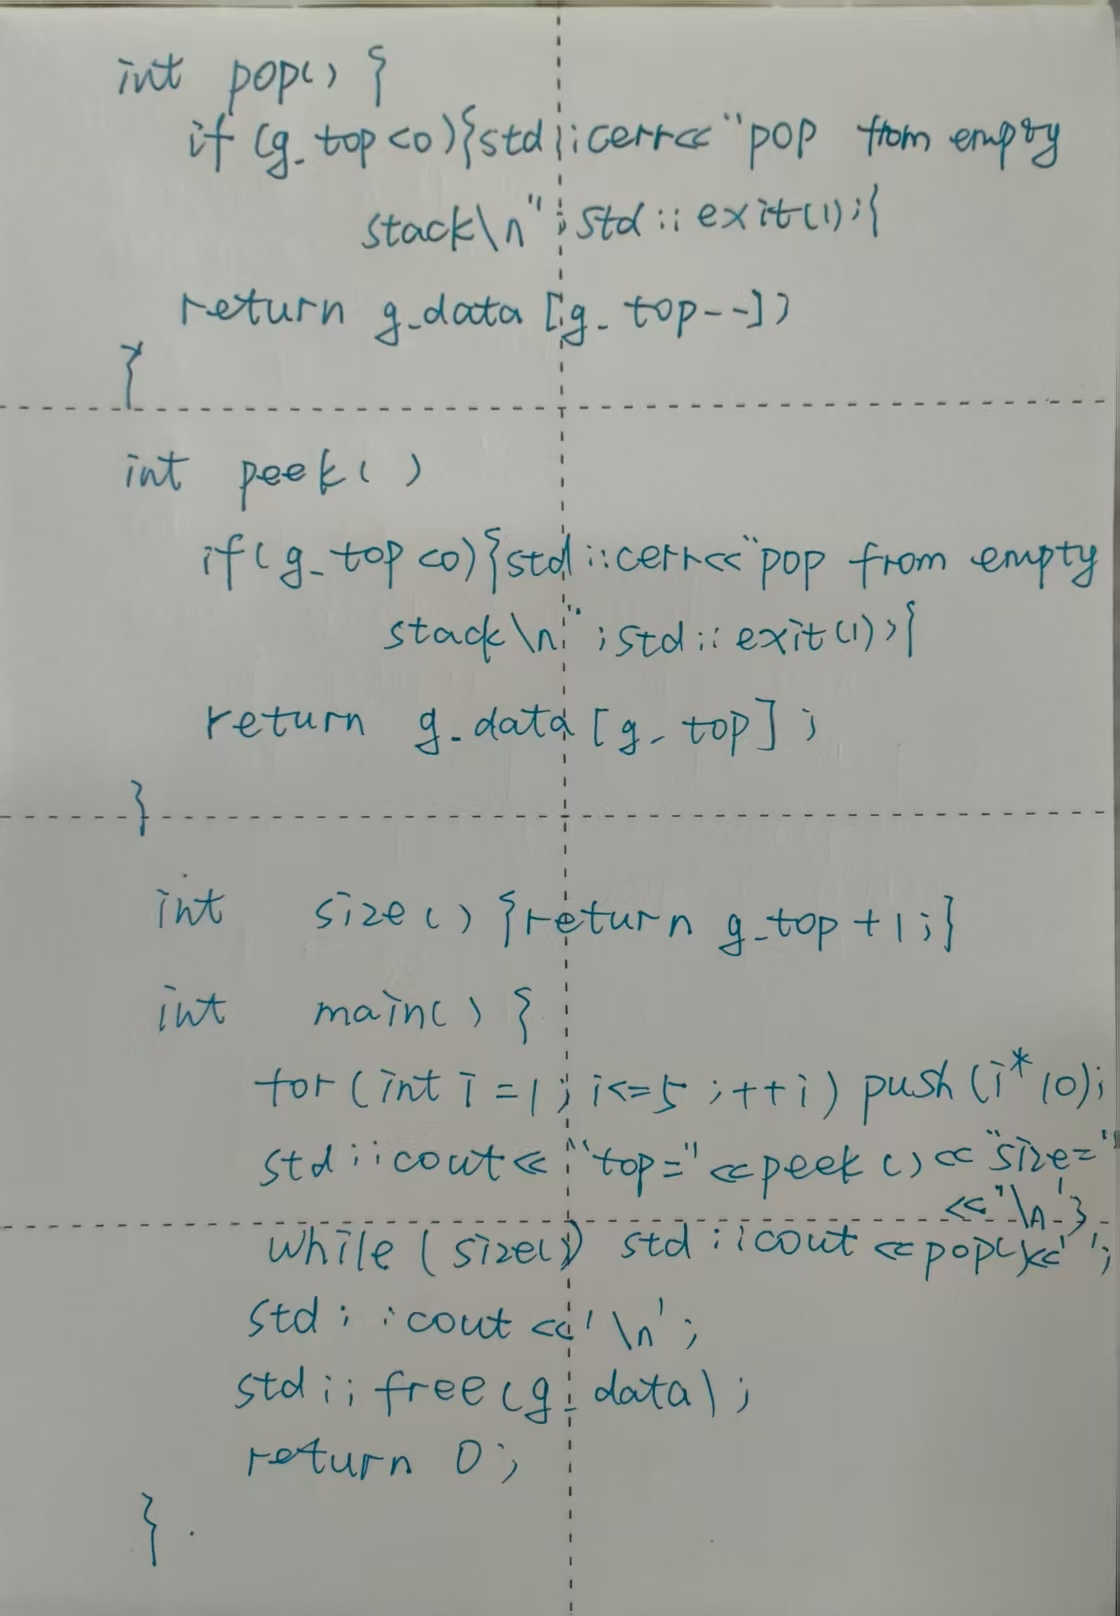 int pop() {
if (g_top<0){std::cerr<<"pop from empty
stack\n";std::exit(1);{
return g_data[g_top--])
}
int peek()
if(g_top<0){std::cerr<<"pop from empty
stack\n";std::exit(1);{
return g_data[g_top];
}
int size() {return g_top+1;}
int main() {
for(int i=1;i<=5;++i) push(i*10);
std::cout<<"top="<<peek()<<"size="
<<'\n';
while(size()) std::cout<<pop()<<' ';
std::cout<<'\n';
std::free(g_data);
return 0;
}